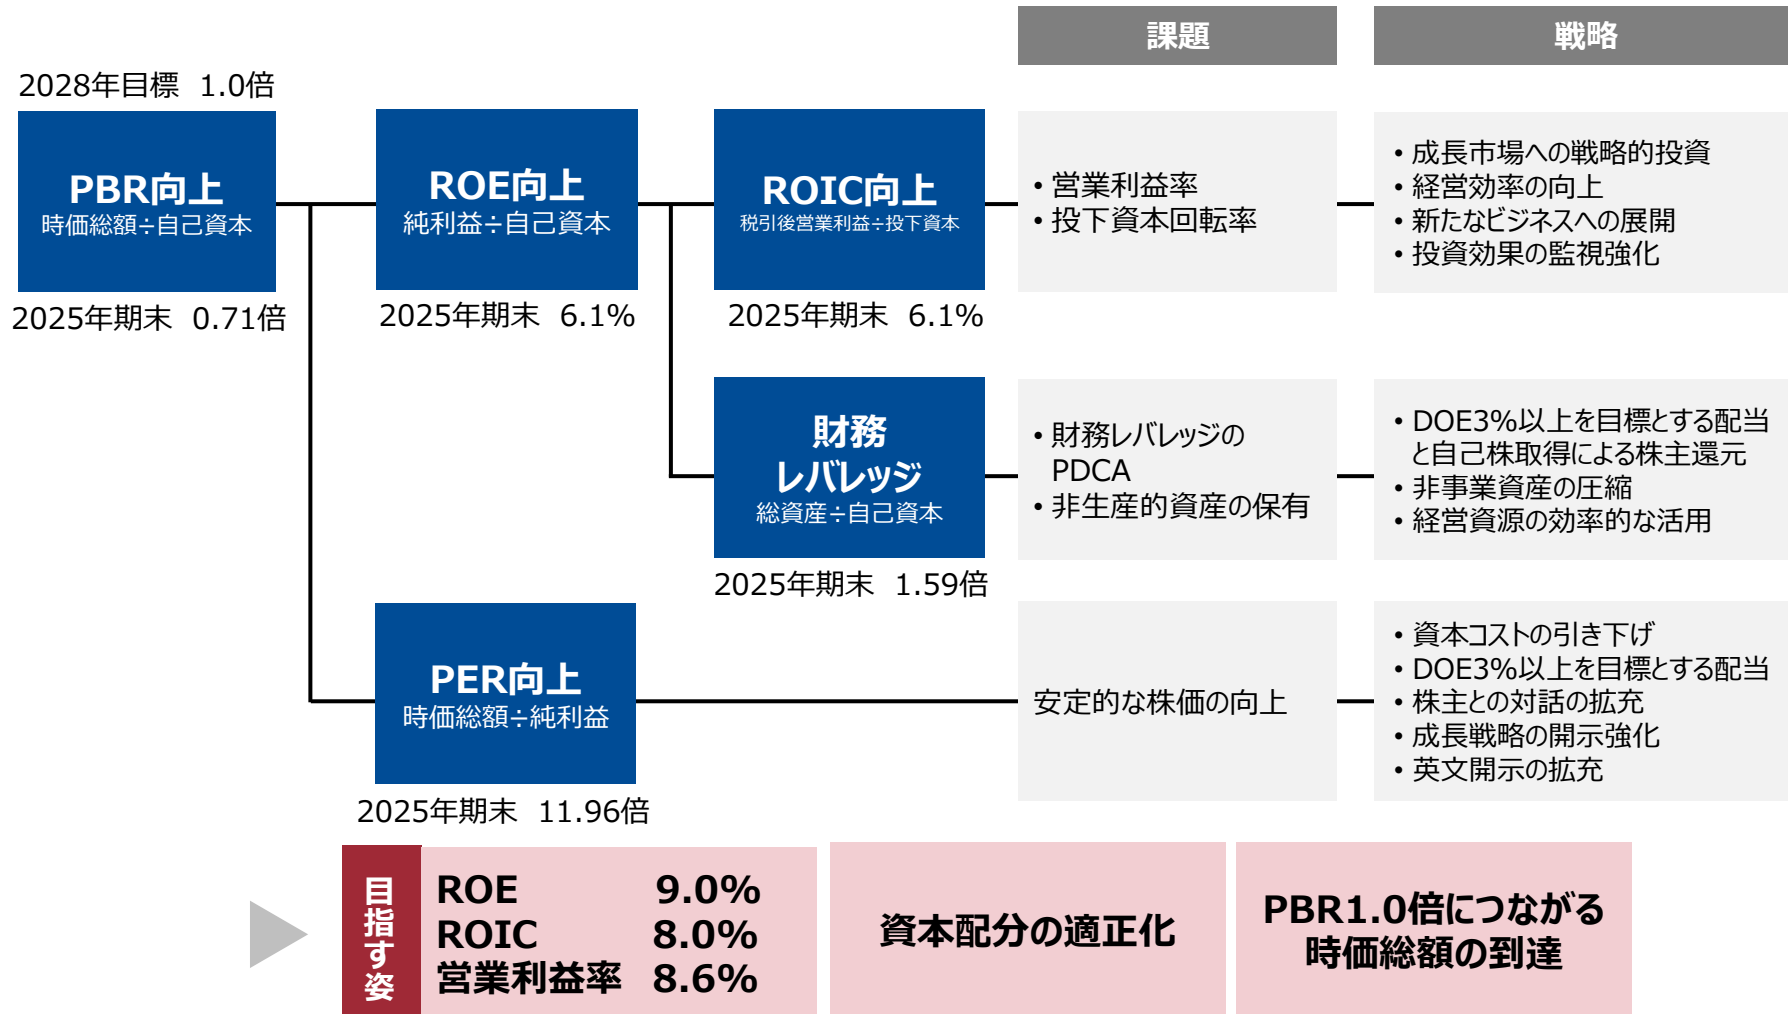 課題
戦略
2028年目標 1.0倍
PBR向上
時価総額÷自己資本
2025年期末 0.71倍
ROE向上
純利益÷自己資本
2025年期末 6.1%
ROIC向上
税引後営業利益÷投下資本
2025年期末 6.1%
• 営業利益率
• 投下資本回転率
• 成長市場への戦略的投資
• 経営効率の向上
• 新たなビジネスへの展開
• 投資効果の監視強化
財務
レバレッジ
総資産÷自己資本
2025年期末 1.59倍
• 財務レバレッジの
PDCA
• 非生産的資産の保有
• DOE3%以上を目標とする配当
と自己株取得による株主還元
• 非事業資産の圧縮
• 経営資源の効率的な活用
PER向上
時価総額÷純利益
2025年期末 11.96倍
安定的な株価の向上
• 資本コストの引き下げ
• DOE3%以上を目標とする配当
• 株主との対話の拡充
• 成長戦略の開示強化
• 英文開示の拡充
目指す姿
ROE 9.0%
ROIC 8.0%
営業利益率 8.6%
資本配分の適正化
PBR1.0倍につながる
時価総額の到達